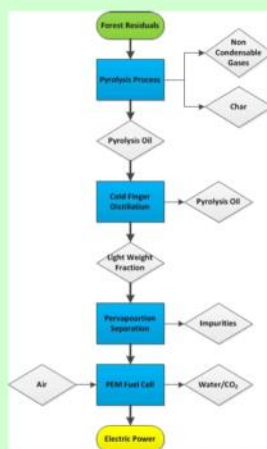 Forest Residuals
Non
Condensable
Gases
Pyrolysis Process
Char
Pyrolysis Oil
Cold Finger
Distillation
Pyrolysis Oil
Light Weight
Fraction
Pervapoartion
Separation
Impurities
Air
PEM Fuel Cell
Water/CO₂
Electric Power